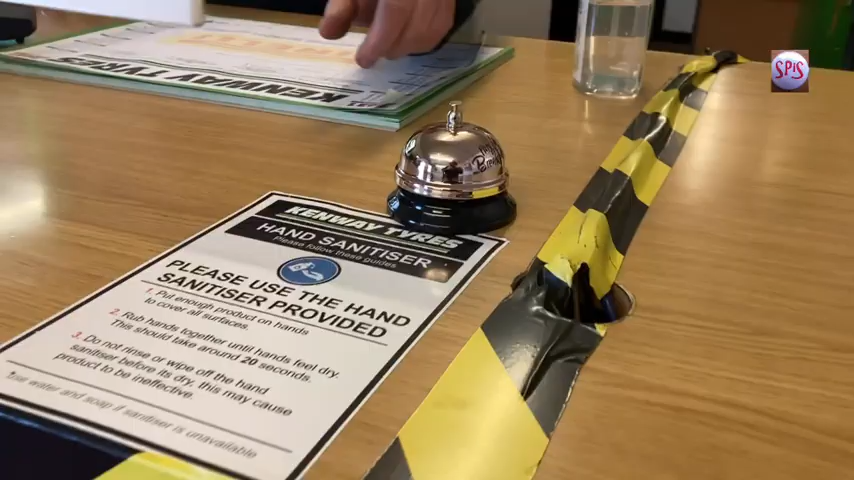 SPiS
KENWAY TYRES
KENWAY TYRES
HAND SANITISER
Please follow these guides
PLEASE USE THE HAND
SANITISER PROVIDED
1. Put enough product on hands
to cover all surfaces.
2. Rub hands together until hands feel dry.
This should take around 20 seconds.
3. Do not rinse or wipe off the hand
sanitiser before its dry, this may cause
product to be ineffective.
Use water and soap if sanitiser is unavailable